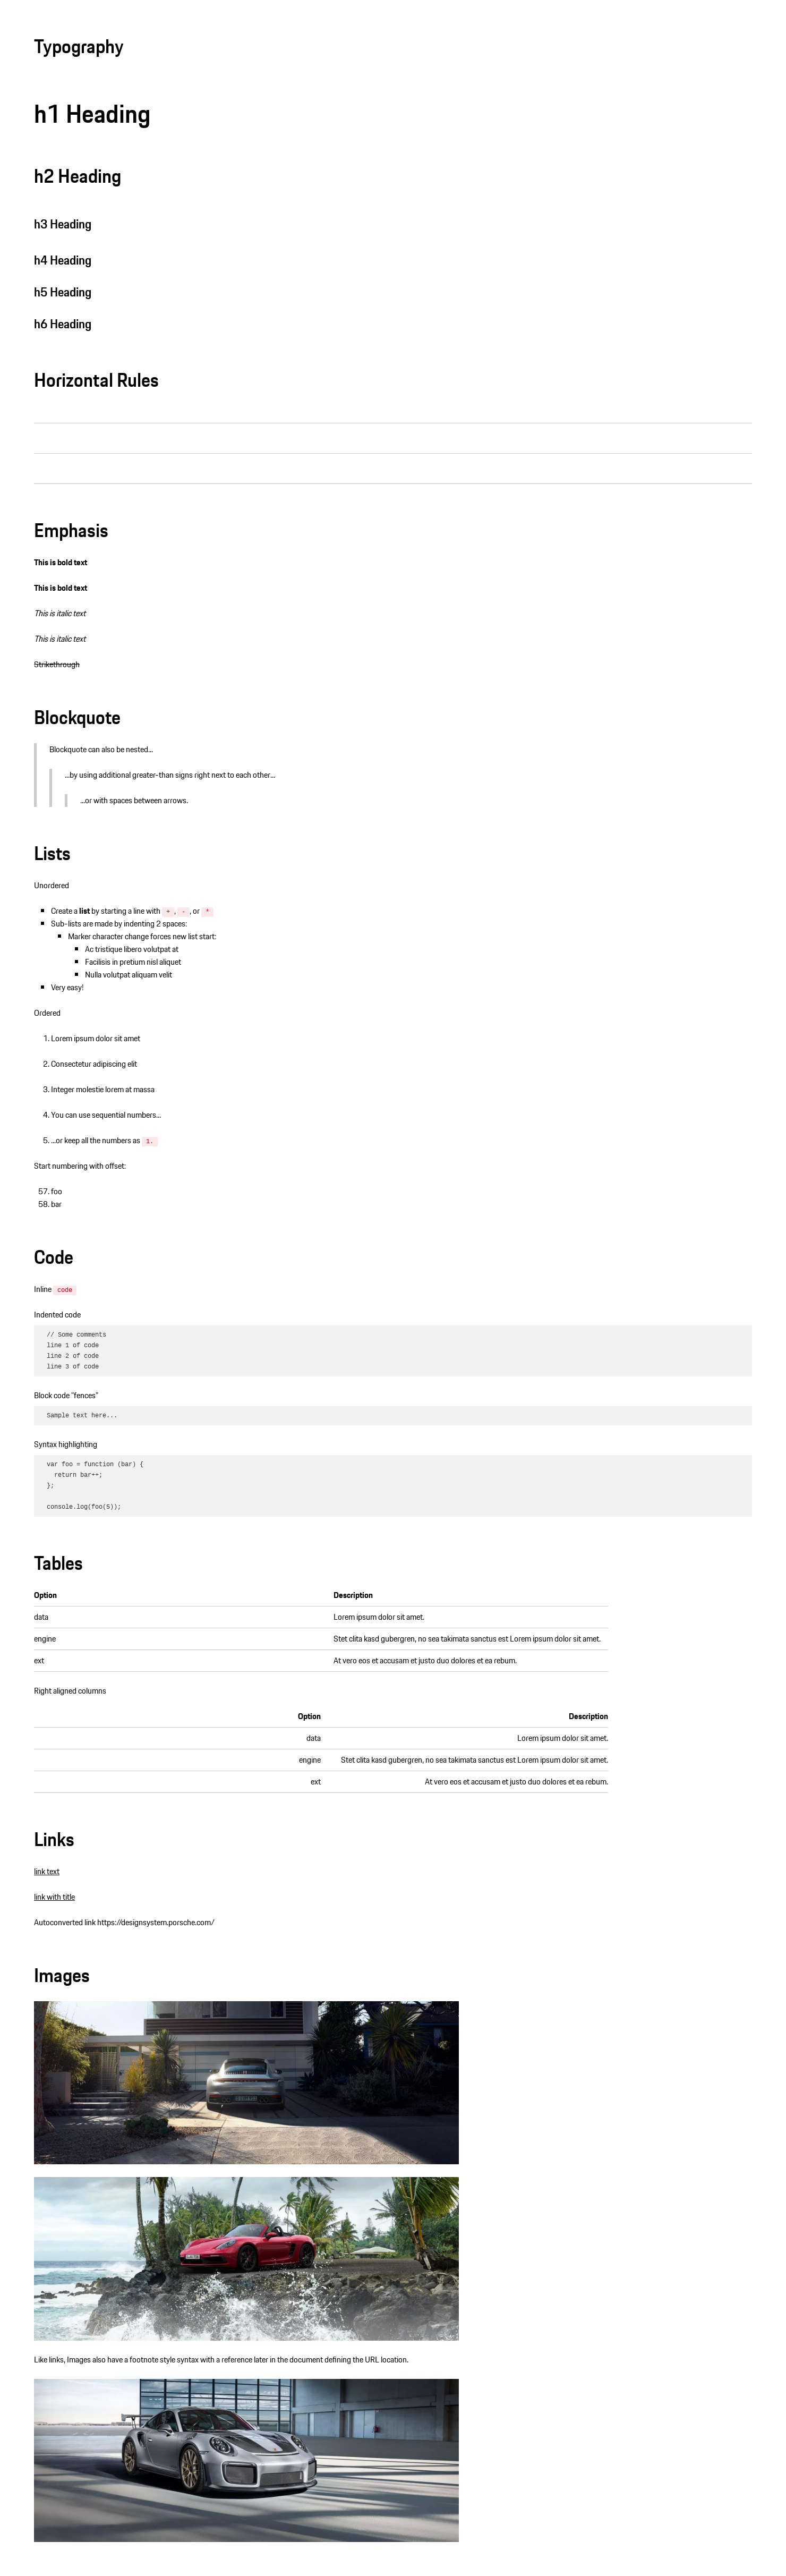 Typography
h1 Heading
h2 Heading
h3 Heading
h4 Heading
h5 Heading
h6 Heading
Horizontal Rules
Emphasis
This is bold text
This is bold text
This is italic text
This is italic text
Strikethrough
Blockquote
Blockquote can also be nested...
...by using additional greater-than signs right next to each other...
...or with spaces between arrows.
Lists
Unordered
Create a list by starting a line with +, -, or *
Sub-lists are made by indenting 2 spaces:
Marker character change forces new list start:
Ac tristique libero volutpat at
Facilisis in pretium nisl aliquet
Nulla volutpat aliquam velit
Very easy!
Ordered
1. Lorem ipsum dolor sit amet
2. Consectetur adipiscing elit
3. Integer molestie lorem at massa
4. You can use sequential numbers...
5. ...or keep all the numbers as 1.
Start numbering with offset:
57. foo
58. bar
Code
Inline code
Indented code
// Some comments
line 1 of code
line 2 of code
line 3 of code
Block code "fences"
Sample text here...
Syntax highlighting
var foo = function (bar) {
  return bar++;
};
console.log(foo(5));
Tables
Option Description
data Lorem ipsum dolor sit amet.
engine Stet clita kasd gubergren, no sea takimata sanctus est Lorem ipsum dolor sit amet.
ext At vero eos et accusam et justo duo dolores et ea rebum.
Right aligned columns
Option Description
data Lorem ipsum dolor sit amet.
engine Stet clita kasd gubergren, no sea takimata sanctus est Lorem ipsum dolor sit amet.
ext At vero eos et accusam et justo duo dolores et ea rebum.
Links
link text
link with title
Autoconverted link https://designsystem.porsche.com/
Images
Like links, Images also have a footnote style syntax with a reference later in the document defining the URL location.